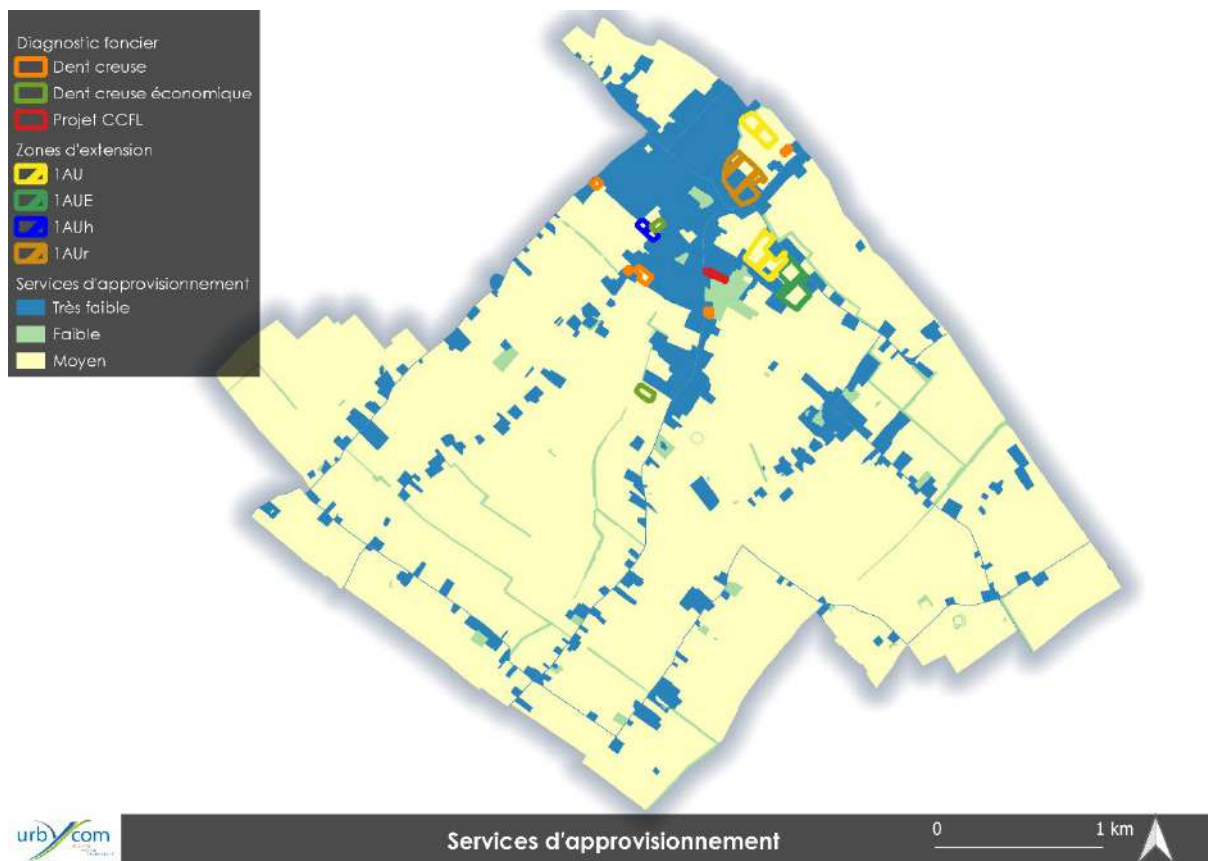 Diagnostic foncier
Dent creuse
Dent creuse économique
Projet CCFL
Zones d'extension
1AU
1AUE
1AUh
1AUr
Services d'approvisionnement
Très faible
Faible
Moyen
urbycom
Services d'approvisionnement
0 1 km